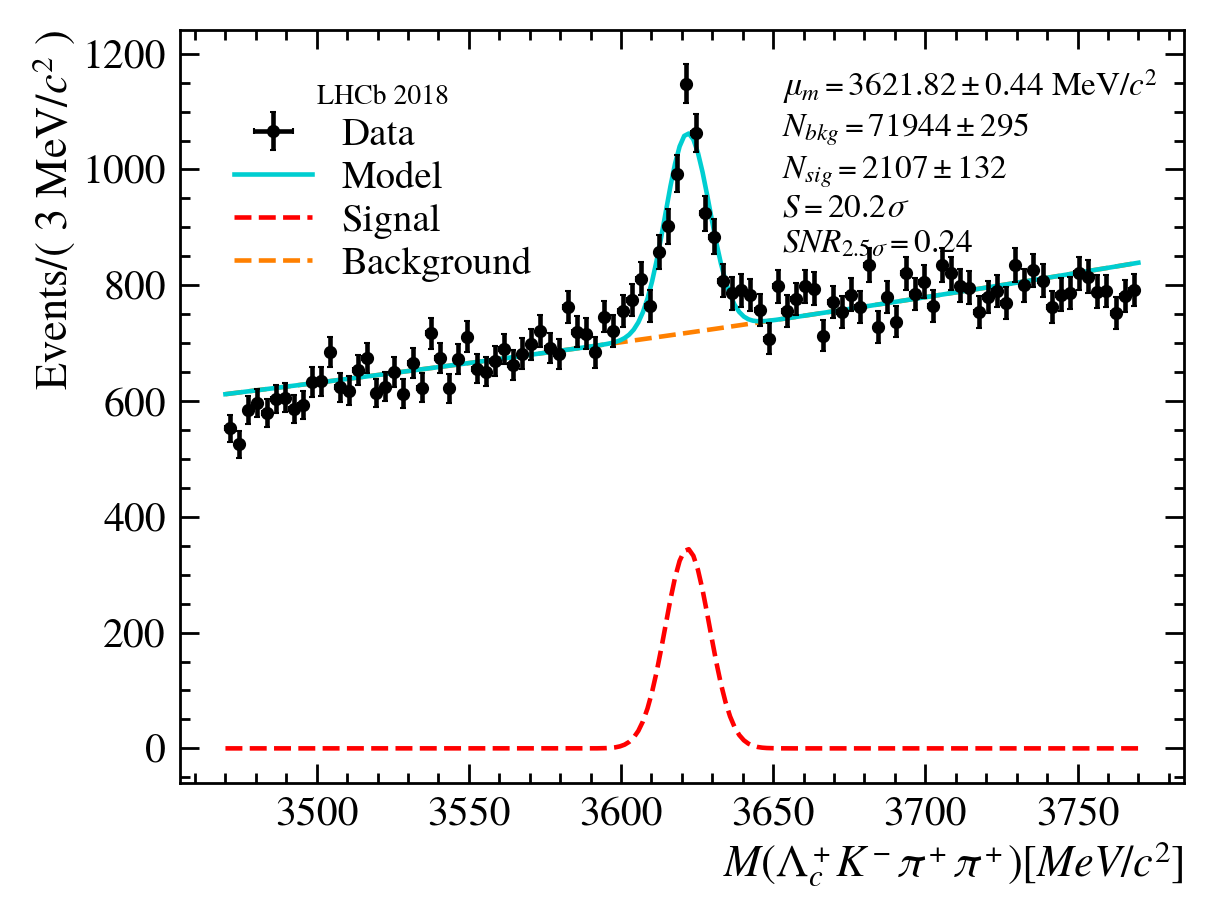 Events/( 3 MeV/c² )
1200
1000
800
600
400
200
0
LHCb 2018
Data
Model
Signal
Background
μ_m = 3621.82 ± 0.44 MeV/c²
N_bkg = 71944 ± 295
N_sig = 2107 ± 132
S = 20.2σ
SNR_2.5σ = 0.24
3500 3550 3600 3650 3700 3750
M(Λ_c⁺K⁻π⁺π⁺)[MeV/c²]